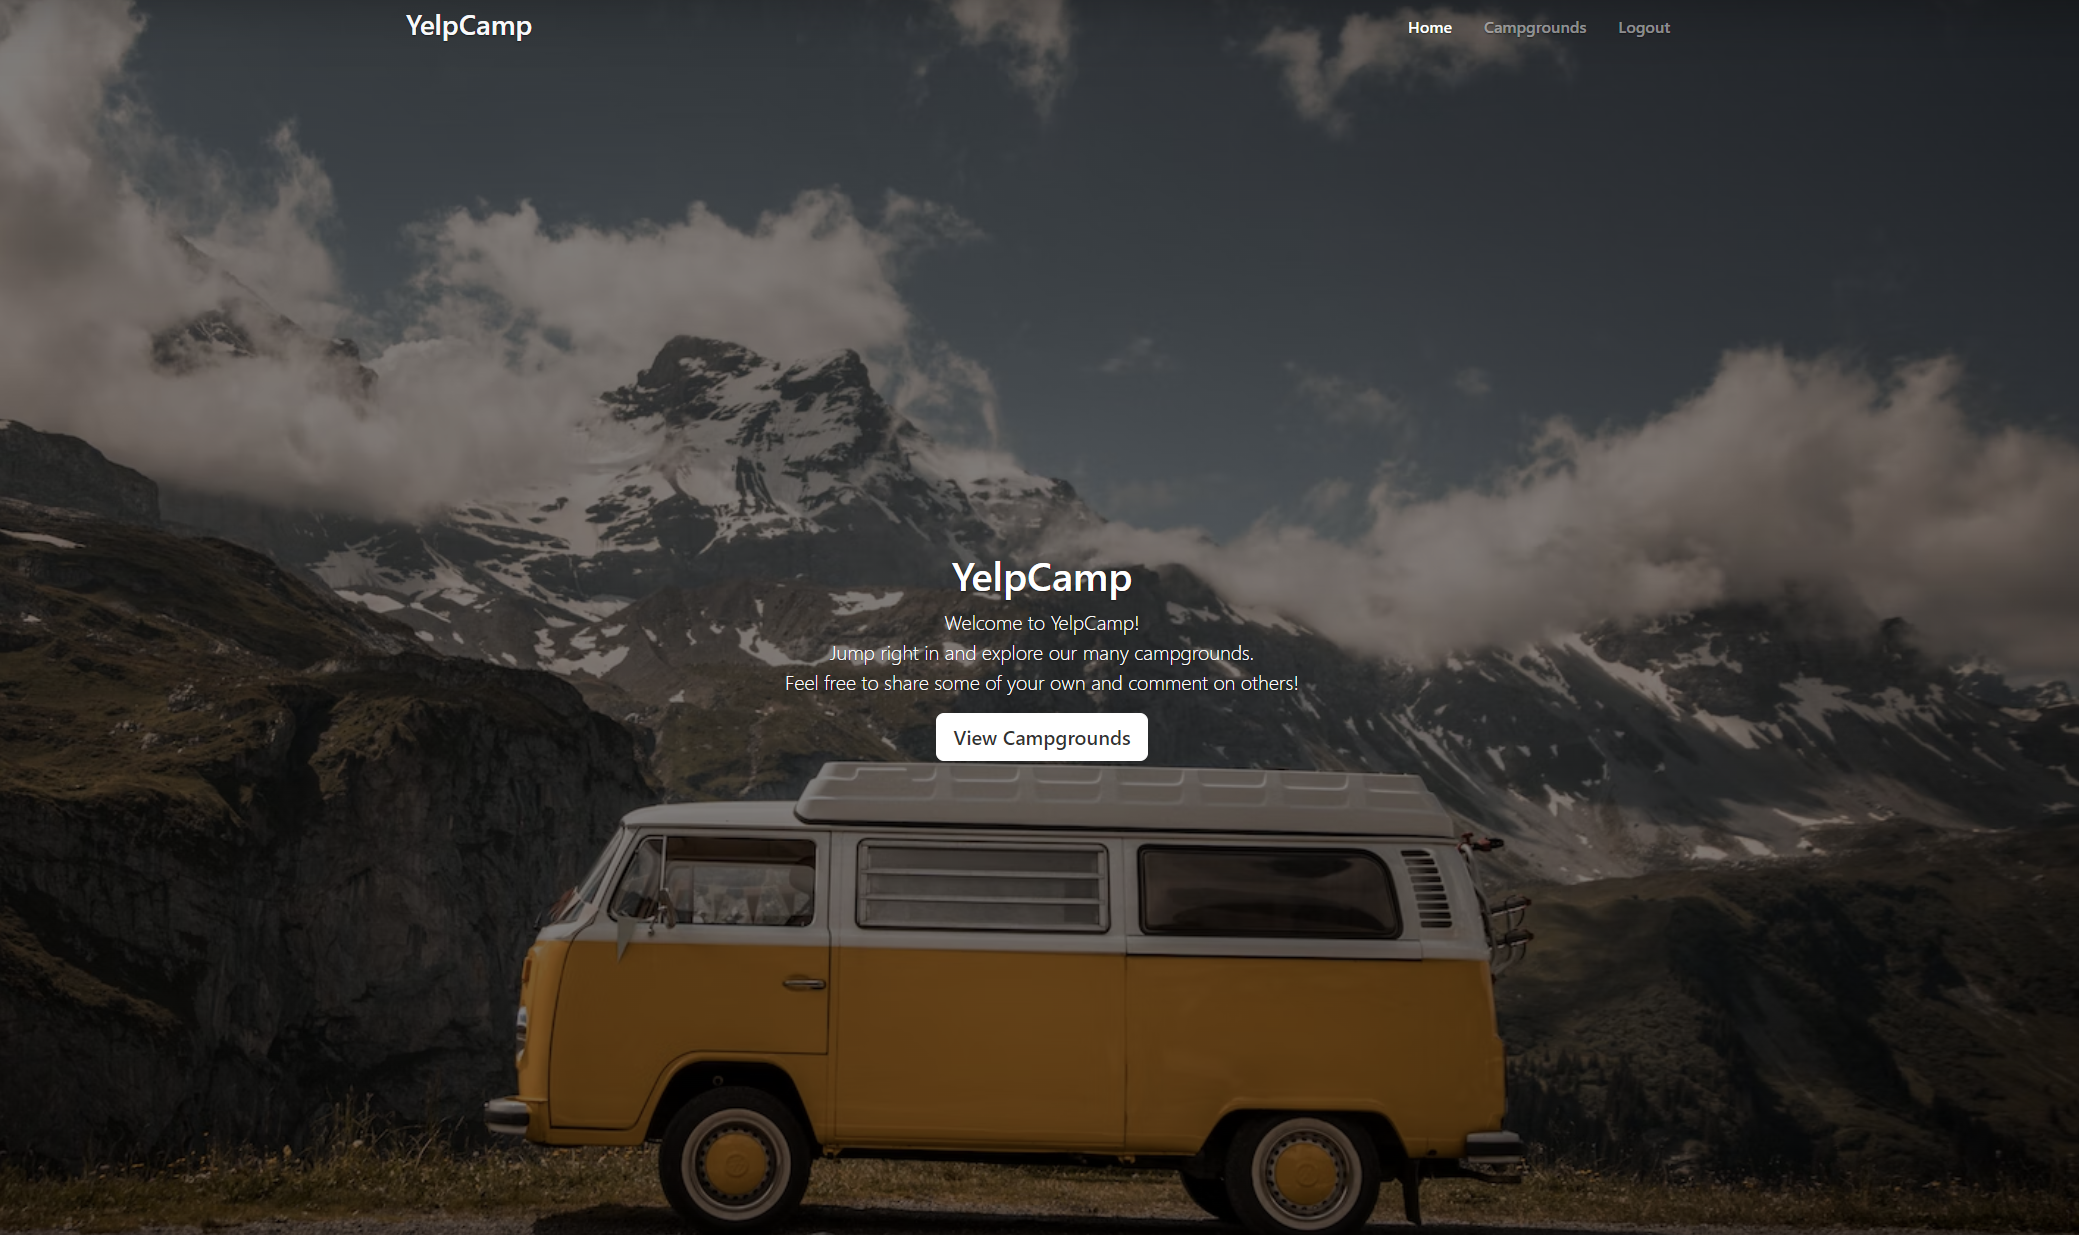 YelpCamp
Home Campgrounds Logout
YelpCamp
Welcome to YelpCamp!
Jump right in and explore our many campgrounds.
Feel free to share some of your own and comment on others!
View Campgrounds